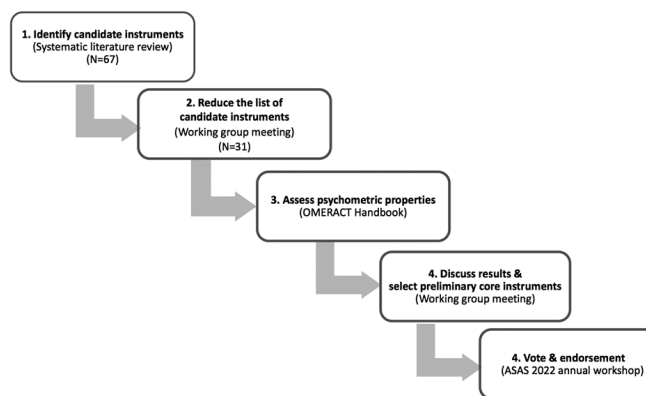 1. Identify candidate instruments
(Systematic literature review)
(N=67)
2. Reduce the list of
candidate instruments
(Working group meeting)
(N=31)
3. Assess psychometric properties
(OMERACT Handbook)
4. Discuss results &
select preliminary core instruments
(Working group meeting)
4. Vote & endorsement
(ASAS 2022 annual workshop)